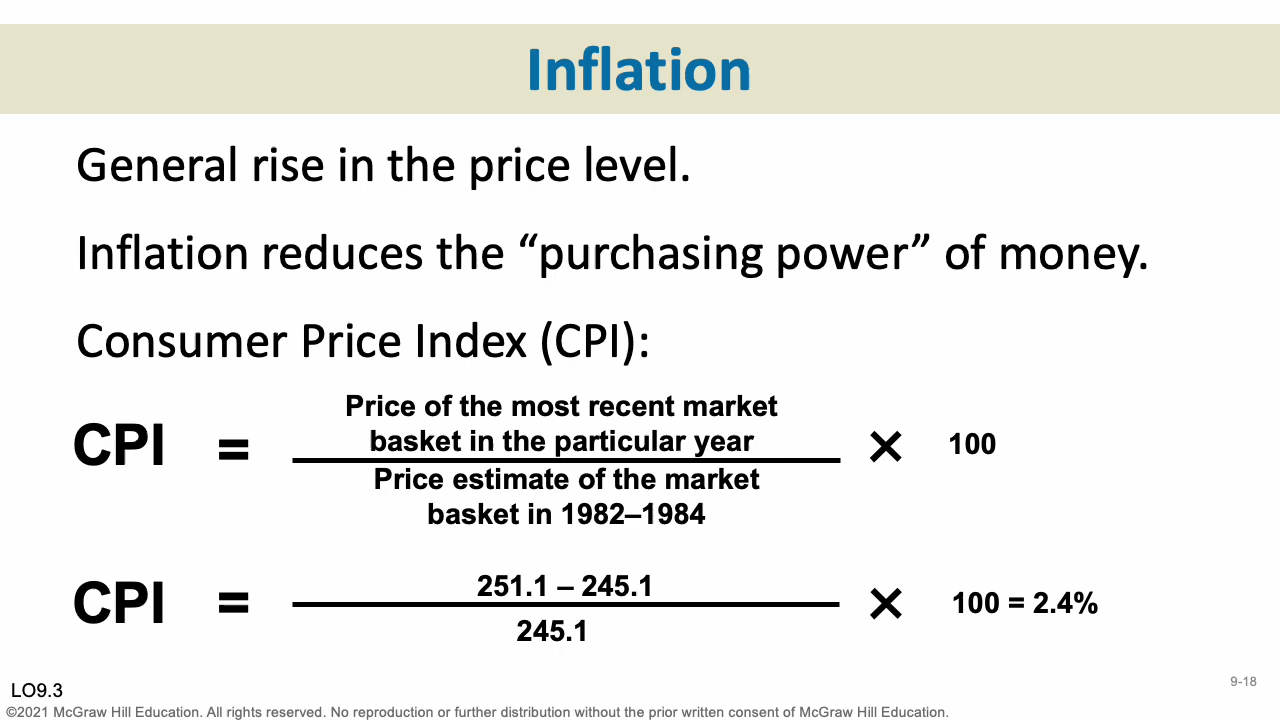 Inflation
General rise in the price level.
Inflation reduces the “purchasing power” of money.
Consumer Price Index (CPI):
CPI = Price of the most recent market
basket in the particular year
Price estimate of the market
basket in 1982–1984
× 100
CPI = 251.1 – 245.1
245.1
× 100 = 2.4%
LO9.3
9-18
©2021 McGraw Hill Education. All rights reserved. No reproduction or further distribution without the prior written consent of McGraw Hill Education.